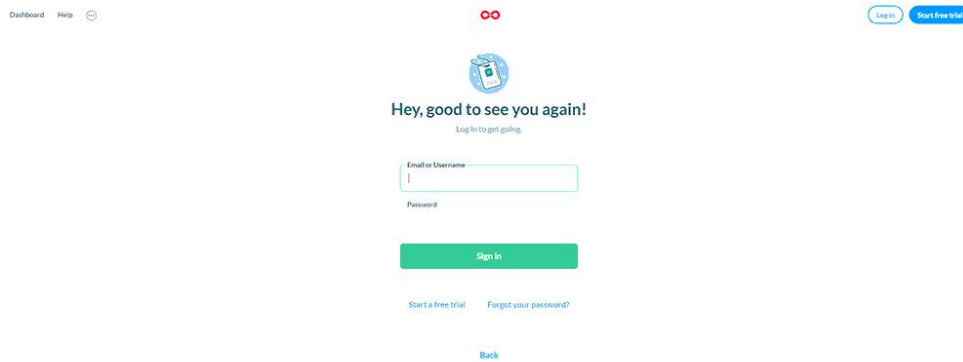 Dashboard Help
Log in Start free trial
Hey, good to see you again!
Log in to get going.
Email or Username
Password
Sign in
Start a free trial Forgot your password?
Back